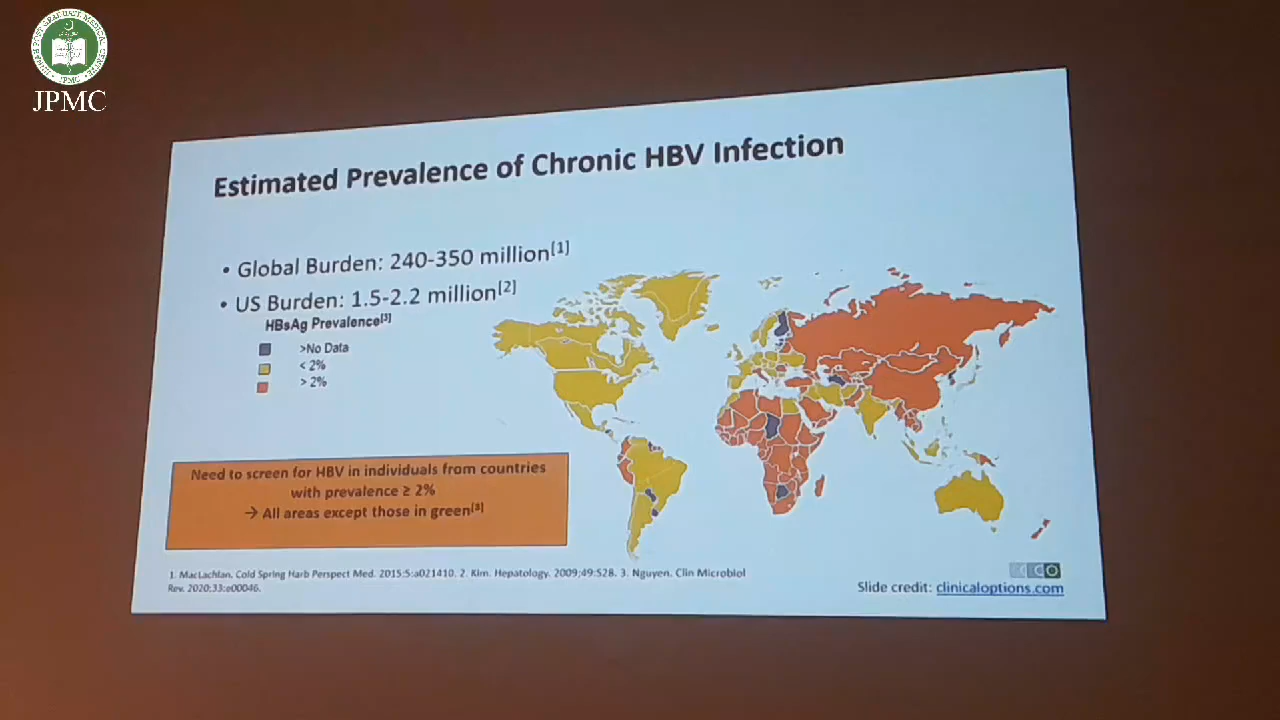 JPMC
Estimated Prevalence of Chronic HBV Infection
• Global Burden: 240-350 million[1]
• US Burden: 1.5-2.2 million[2]
HBsAg Prevalence[3]
>No Data
< 2%
> 2%
Need to screen for HBV in individuals from countries
with prevalence ≥ 2%
→ All areas except those in green[3]
1. MacLachlan. Cold Spring Harb Perspect Med. 2015;5:a021410. 2. Kim. Hepatology. 2009;49:S28. 3. Nguyen. Clin Microbiol
Rev. 2020;33:e00046.
CO
Slide credit: clinicaloptions.com